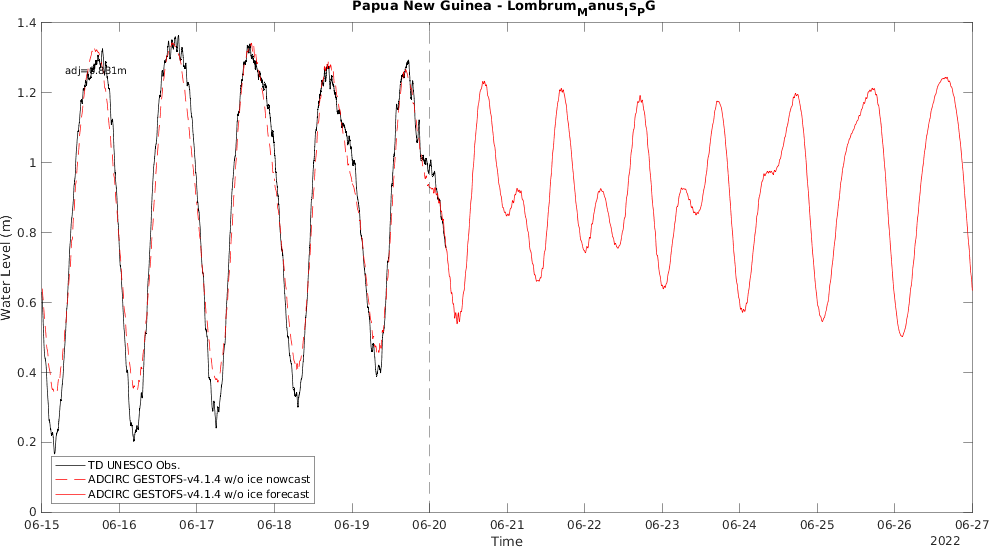 Papua New Guinea - LombrumManusIsPG
1.4
1.2
1
0.8
0.6
0.4
0.2
0
Water Level (m)
TD UNESCO Obs.
ADCIRC GESTOFS-v4.1.4 w/o ice nowcast
ADCIRC GESTOFS-v4.1.4 w/o ice forecast
06-15 06-16 06-17 06-18 06-19 06-20 06-21 06-22 06-23 06-24 06-25 06-26 06-27
Time
2022